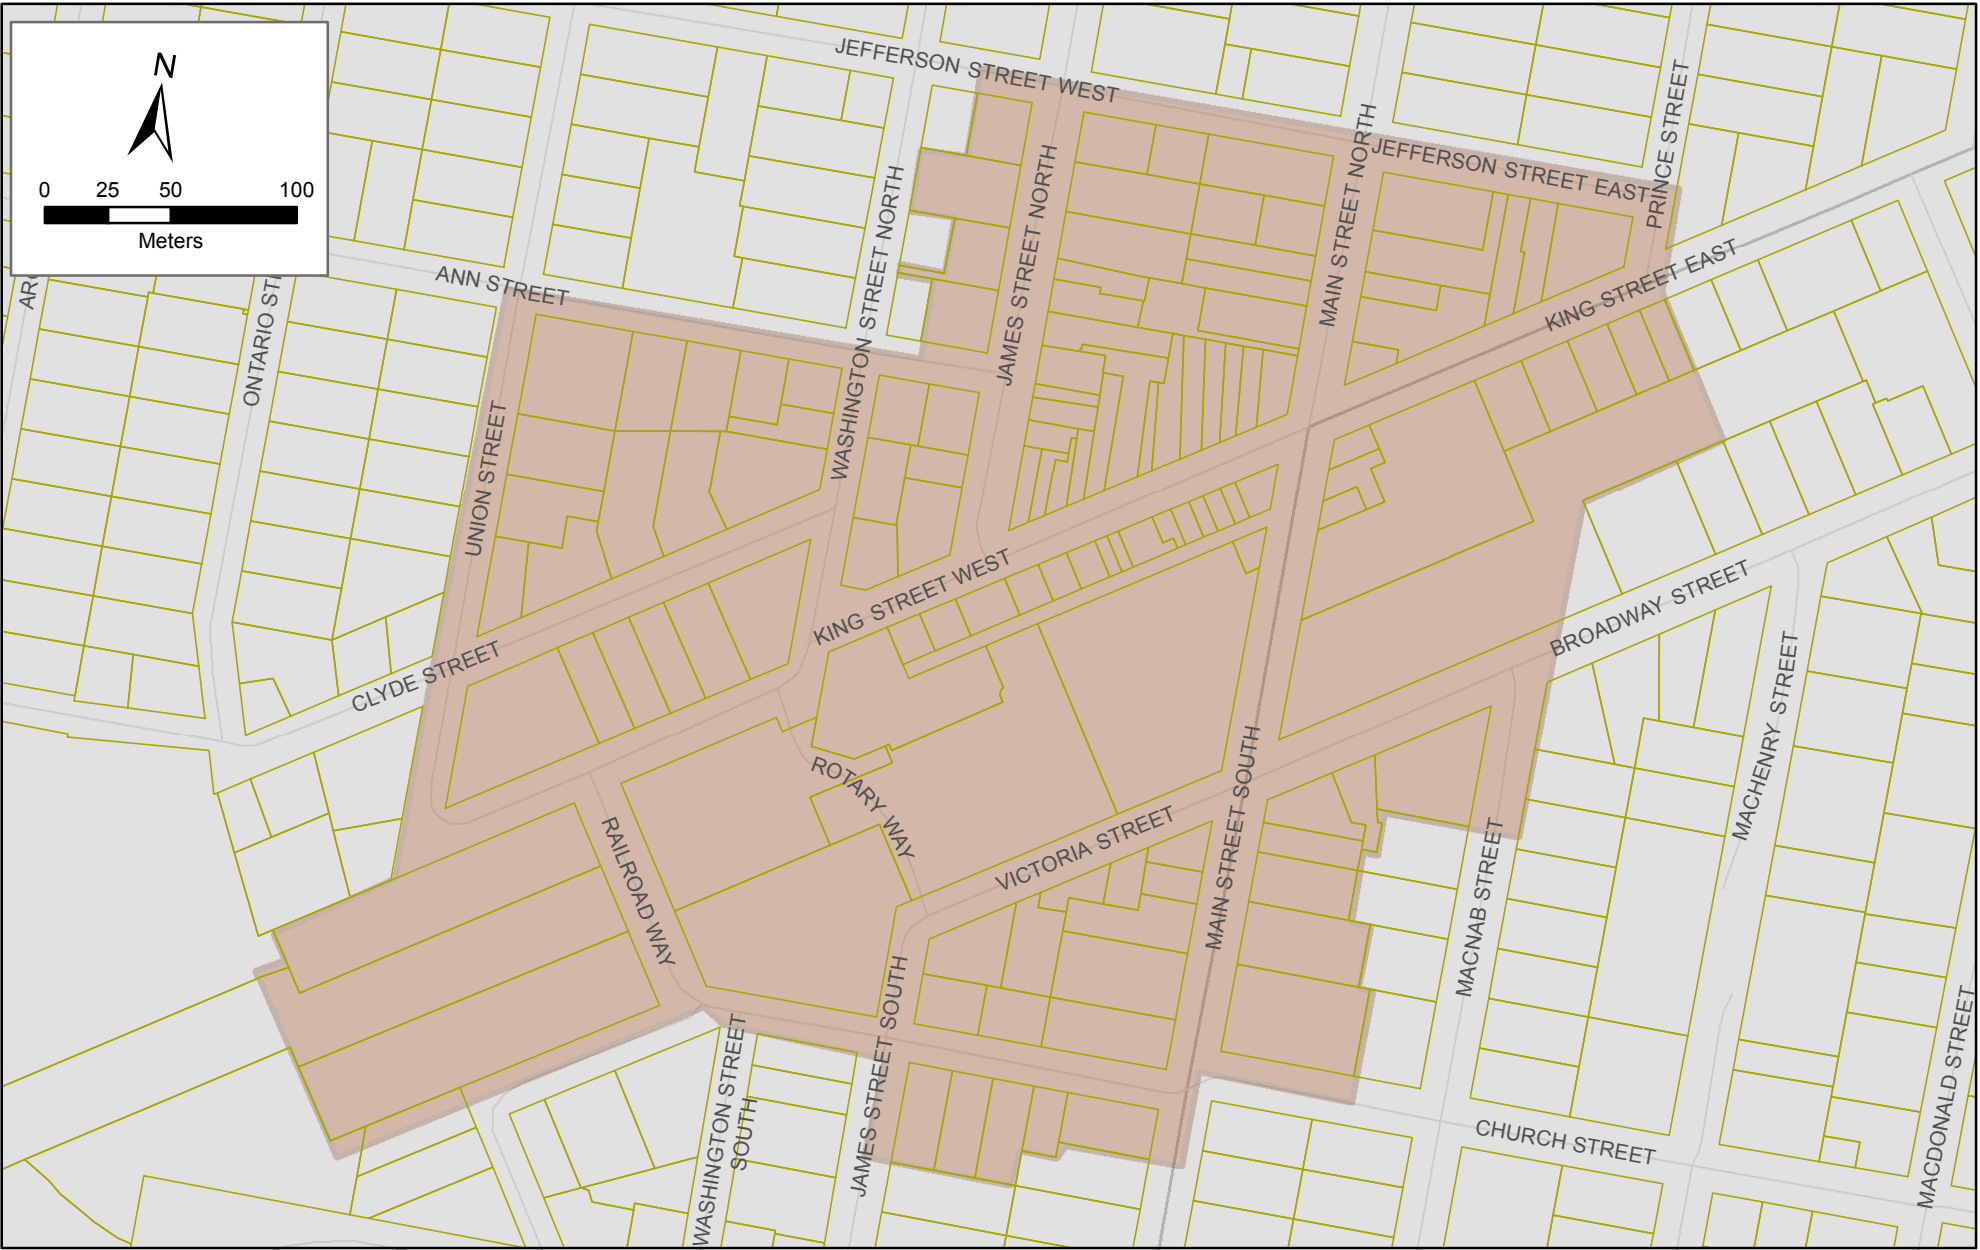 N
0 25 50 100
Meters
JEFFERSON STREET WEST
JEFFERSON STREET EAST
PRINCE STREET
MAIN STREET NORTH
JAMES STREET NORTH
WASHINGTON STREET NORTH
ANN STREET
ONTARIO
UNION STREET
KING STREET EAST
KING STREET WEST
CLYDE STREET
BROADWAY STREET
MACHENRY STREET
ROTARY WAY
RAILROAD WAY
VICTORIA STREET
MAIN STREET SOUTH
MACNAB STREET
JAMES STREET SOUTH
WASHINGTON STREET
SOUTH
CHURCH STREET
MACDONALD STREET